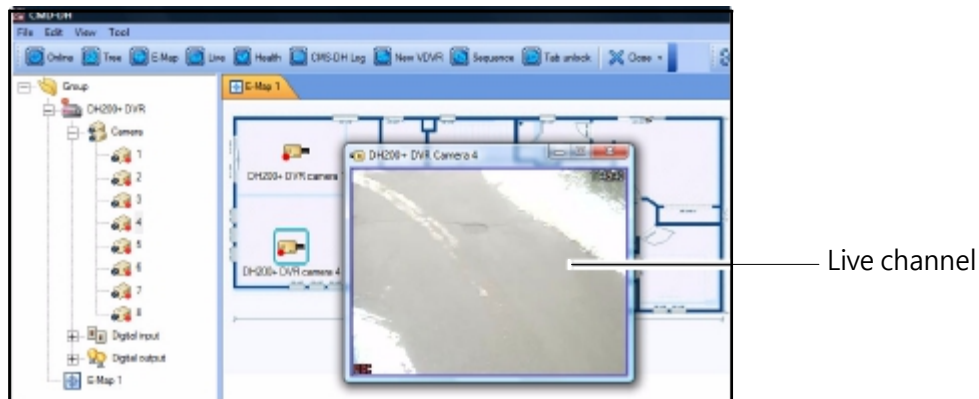 File Edit View Tool
Online Tree E-Map Live Health CMS-DH Log New VDVR Sequence Tab unlock Close
Group
DH200+ DVR
Camera
1
2
3
4
5
6
7
8
Digital input
Digital output
E-Map 1
E-Map 1
DH200+ DVR camera
DH200+ DVR camera 4
DH200+ DVR Camera 4
REC
Live channel